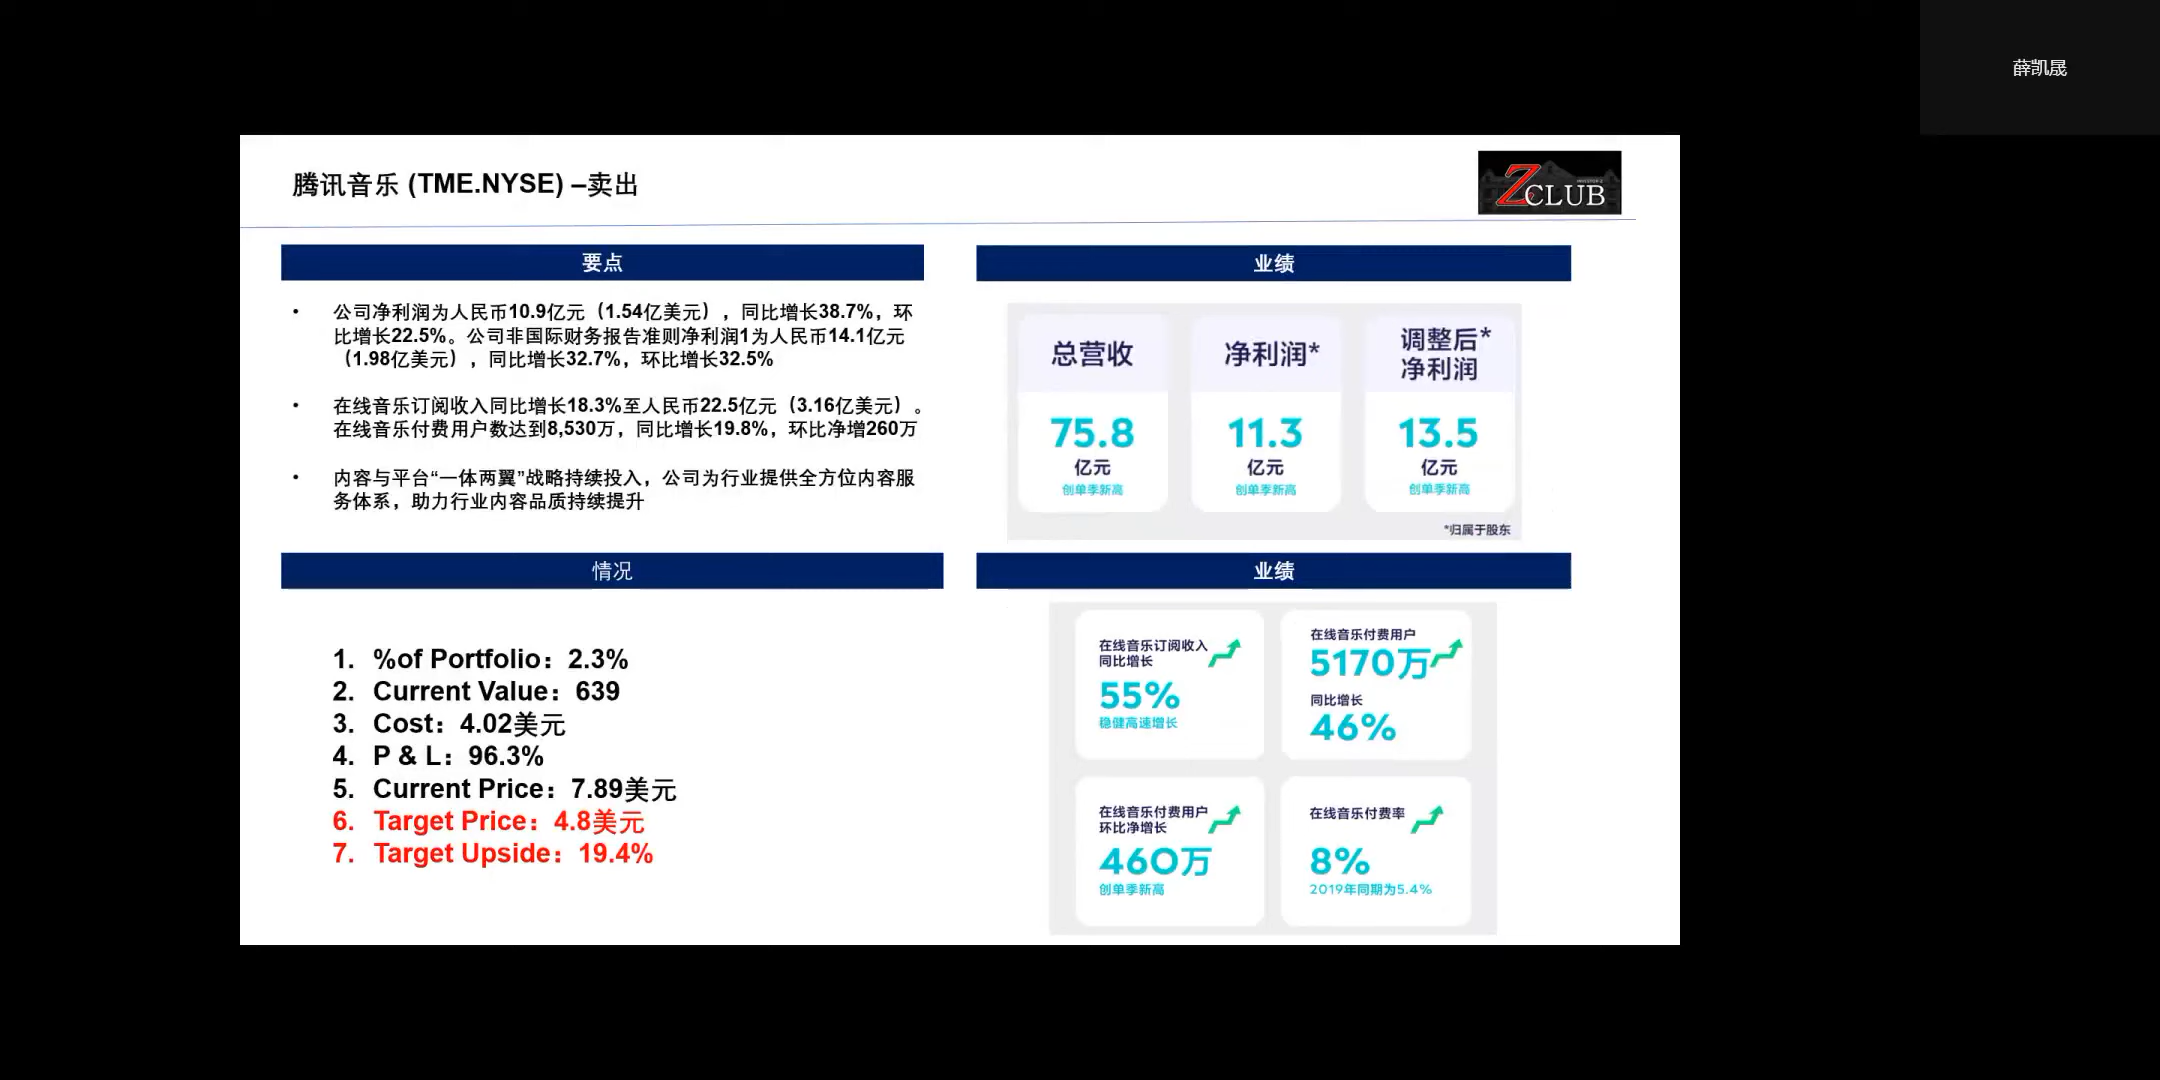 薛凯晟
腾讯音乐 (TME.NYSE) –卖出
ZCLUB
要点
• 公司净利润为人民币10.9亿元（1.54亿美元），同比增长38.7%，环
比增长22.5%。公司非国际财务报告准则净利润1为人民币14.1亿元
（1.98亿美元），同比增长32.7%，环比增长32.5%
• 在线音乐订阅收入同比增长18.3%至人民币22.5亿元（3.16亿美元）。
在线音乐付费用户数达到8,530万，同比增长19.8%，环比净增260万
• 内容与平台“一体两翼”战略持续投入，公司为行业提供全方位内容服
务体系，助力行业内容品质持续提升
业绩
总营收
75.8
亿元
创单季新高
净利润*
11.3
亿元
创单季新高
调整后*
净利润
13.5
亿元
创单季新高
*归属于股东
情况
1. %of Portfolio：2.3%
2. Current Value：639
3. Cost：4.02美元
4. P & L：96.3%
5. Current Price：7.89美元
6. Target Price：4.8美元
7. Target Upside：19.4%
业绩
在线音乐订阅收入
同比增长
55%
稳健高速增长
在线音乐付费用户
5170万
同比增长
46%
在线音乐付费用户
环比净增长
460万
创单季新高
在线音乐付费率
8%
2019年同期为5.4%